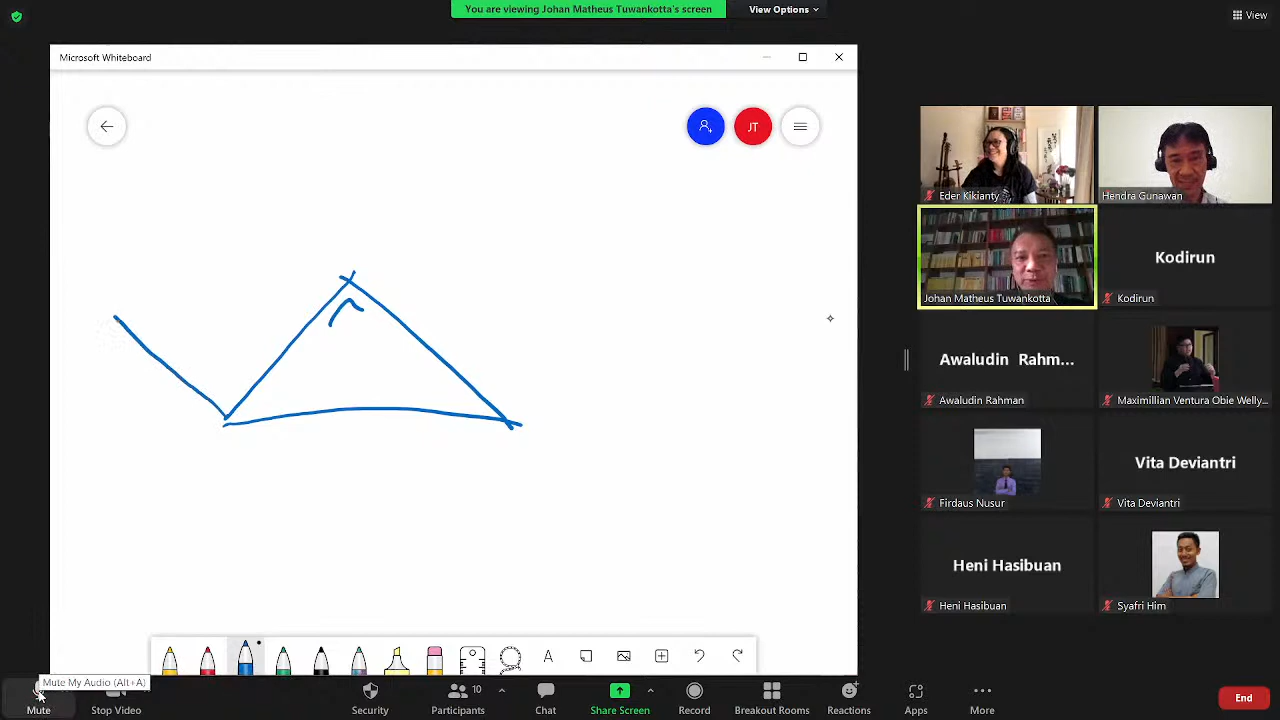 You are viewing Johan Matheus Tuwankotta's screen
View Options
View
Microsoft Whiteboard
JT
Eder Kikianty
Hendra Gunawan
Johan Matheus Tuwankotta
Kodirun
Kodirun
Awaludin Rahm...
Awaludin Rahman
Maximillian Ventura Obie Welly...
Firdaus Nusur
Vita Deviantri
Vita Deviantri
Heni Hasibuan
Heni Hasibuan
Syafri Him
A
Mute My Audio (Alt+A)
10
Mute
Stop Video
Security
Participants
Chat
Share Screen
Record
Breakout Rooms
Reactions
Apps
More
End